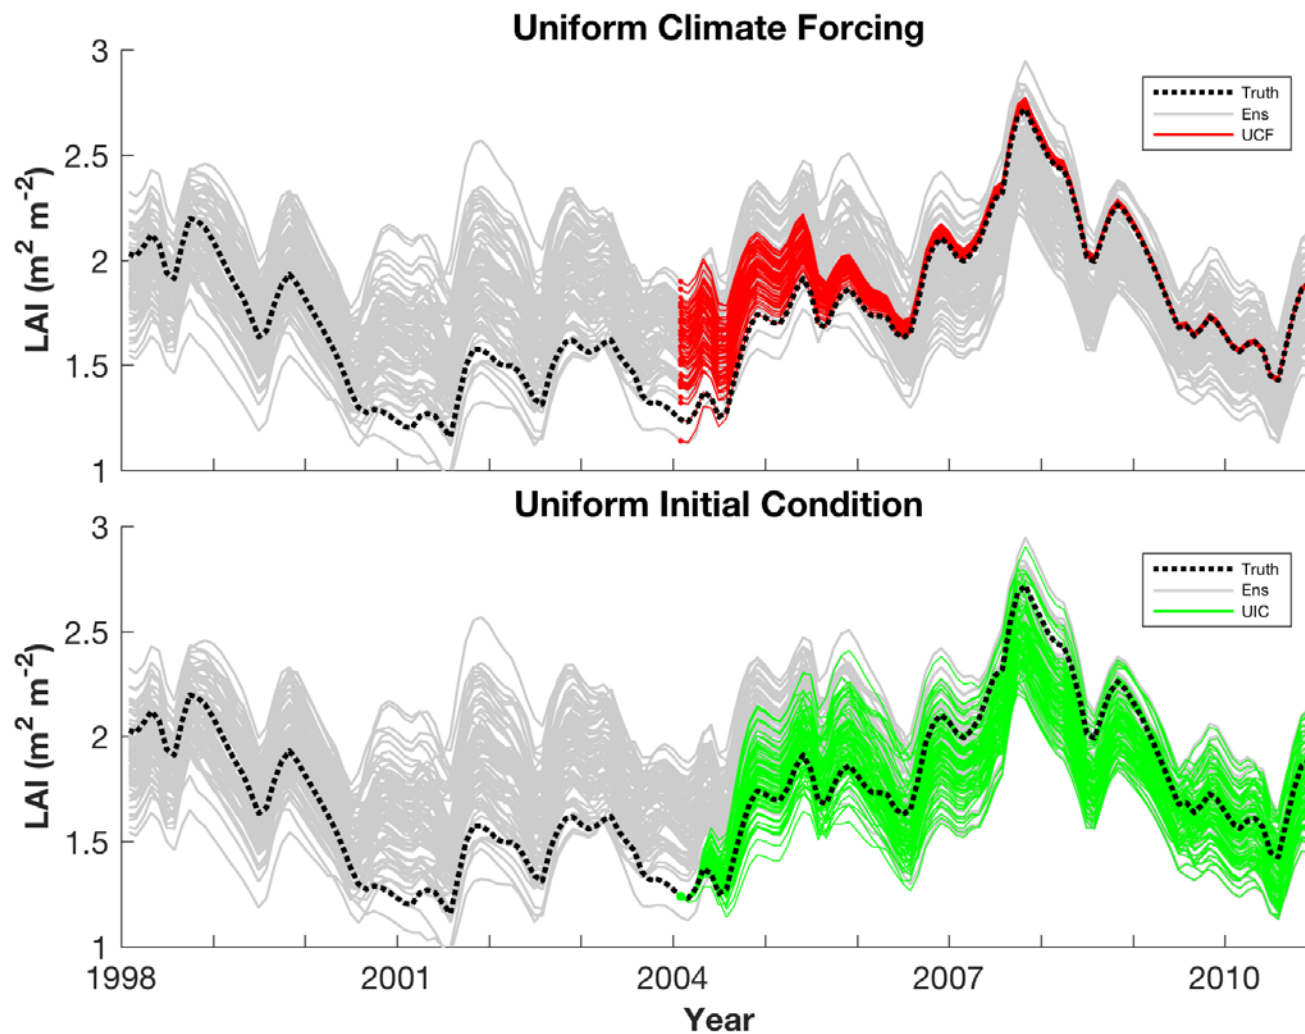 Uniform Climate Forcing
3
2.5
2
1.5
1
LAI (m² m⁻²)
Truth
Ens
UCF
Uniform Initial Condition
3
2.5
2
1.5
1
LAI (m² m⁻²)
Truth
Ens
UIC
1998
2001
2004
2007
2010
Year